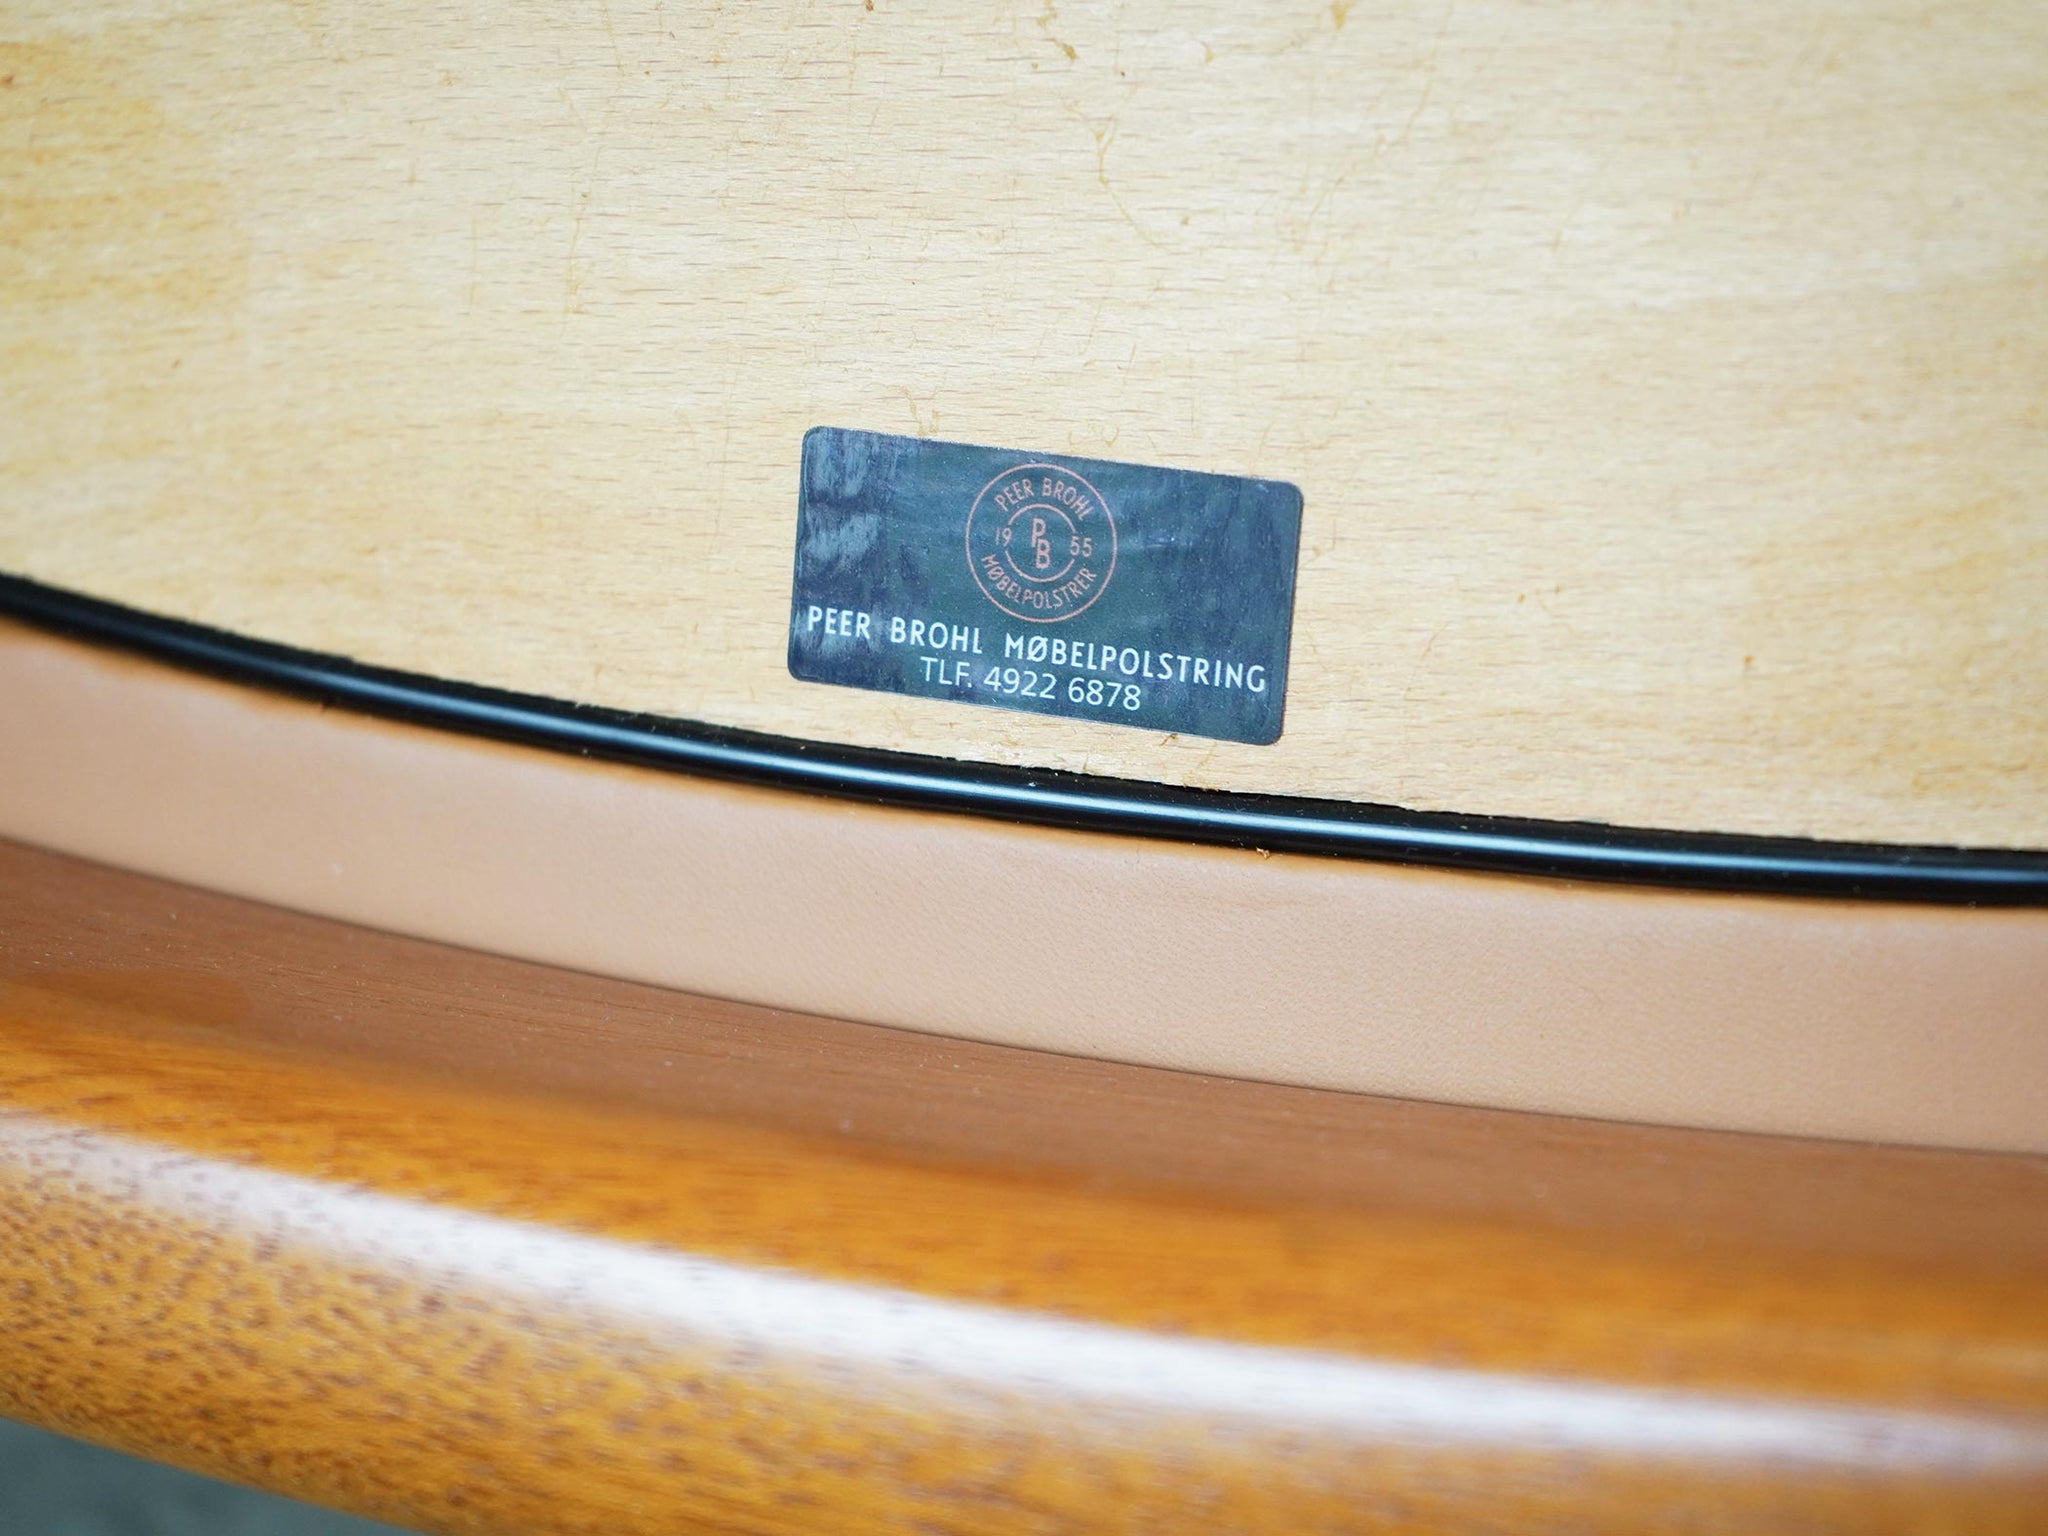 PEER BROHL
19 PB 55
MØBELPOLSTRER
PEER BROHL MØBELPOLSTRING
TLF. 4922 6878